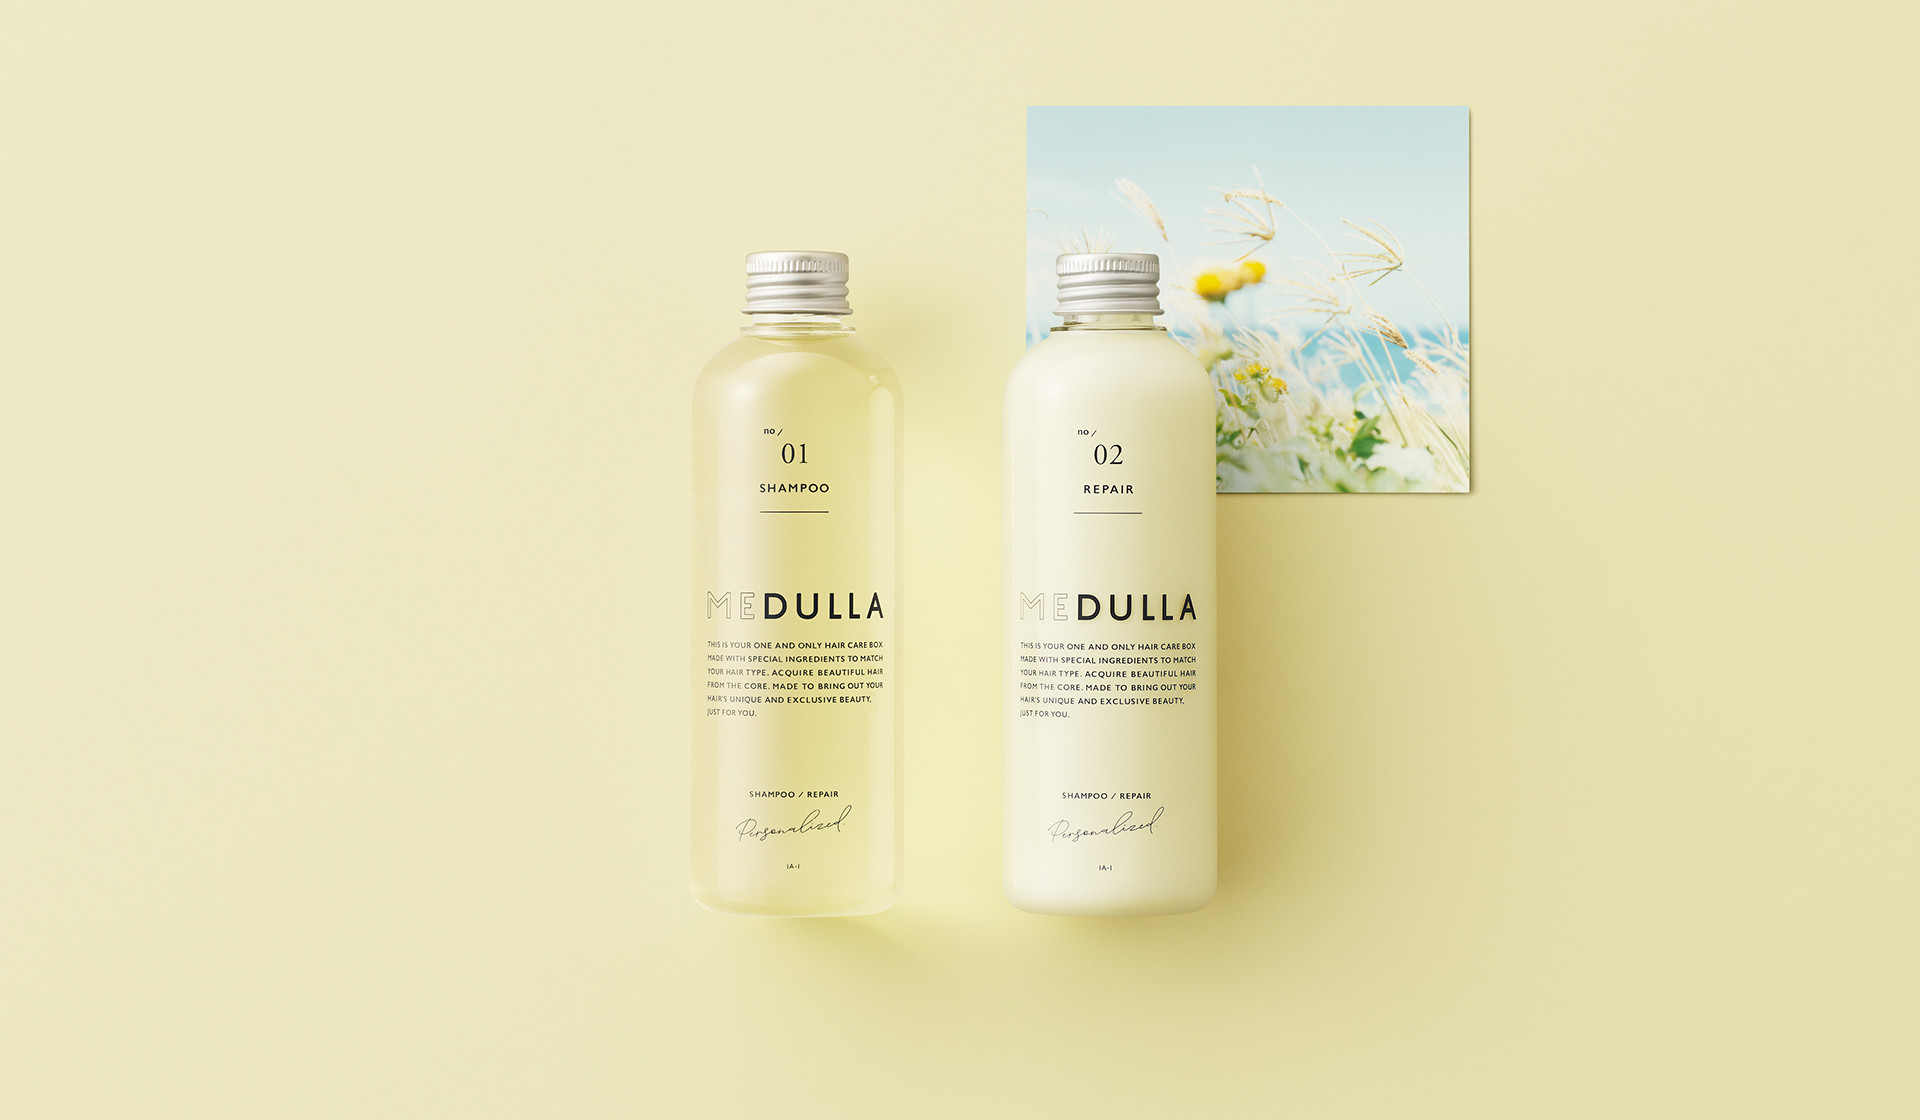 no/
01
SHAMPOO
MEDULLA
THIS IS YOUR ONE AND ONLY HAIR CARE BOX
MADE WITH SPECIAL INGREDIENTS TO MATCH
YOUR HAIR TYPE. ACQUIRE BEAUTIFUL HAIR
FROM THE CORE. MADE TO BRING OUT YOUR
HAIR'S UNIQUE AND EXCLUSIVE BEAUTY,
JUST FOR YOU.
SHAMPOO / REPAIR
Personalized
IA-I
no/
02
REPAIR
MEDULLA
THIS IS YOUR ONE AND ONLY HAIR CARE BOX
MADE WITH SPECIAL INGREDIENTS TO MATCH
YOUR HAIR TYPE. ACQUIRE BEAUTIFUL HAIR
FROM THE CORE. MADE TO BRING OUT YOUR
HAIR'S UNIQUE AND EXCLUSIVE BEAUTY,
JUST FOR YOU.
SHAMPOO / REPAIR
Personalized
IA-I